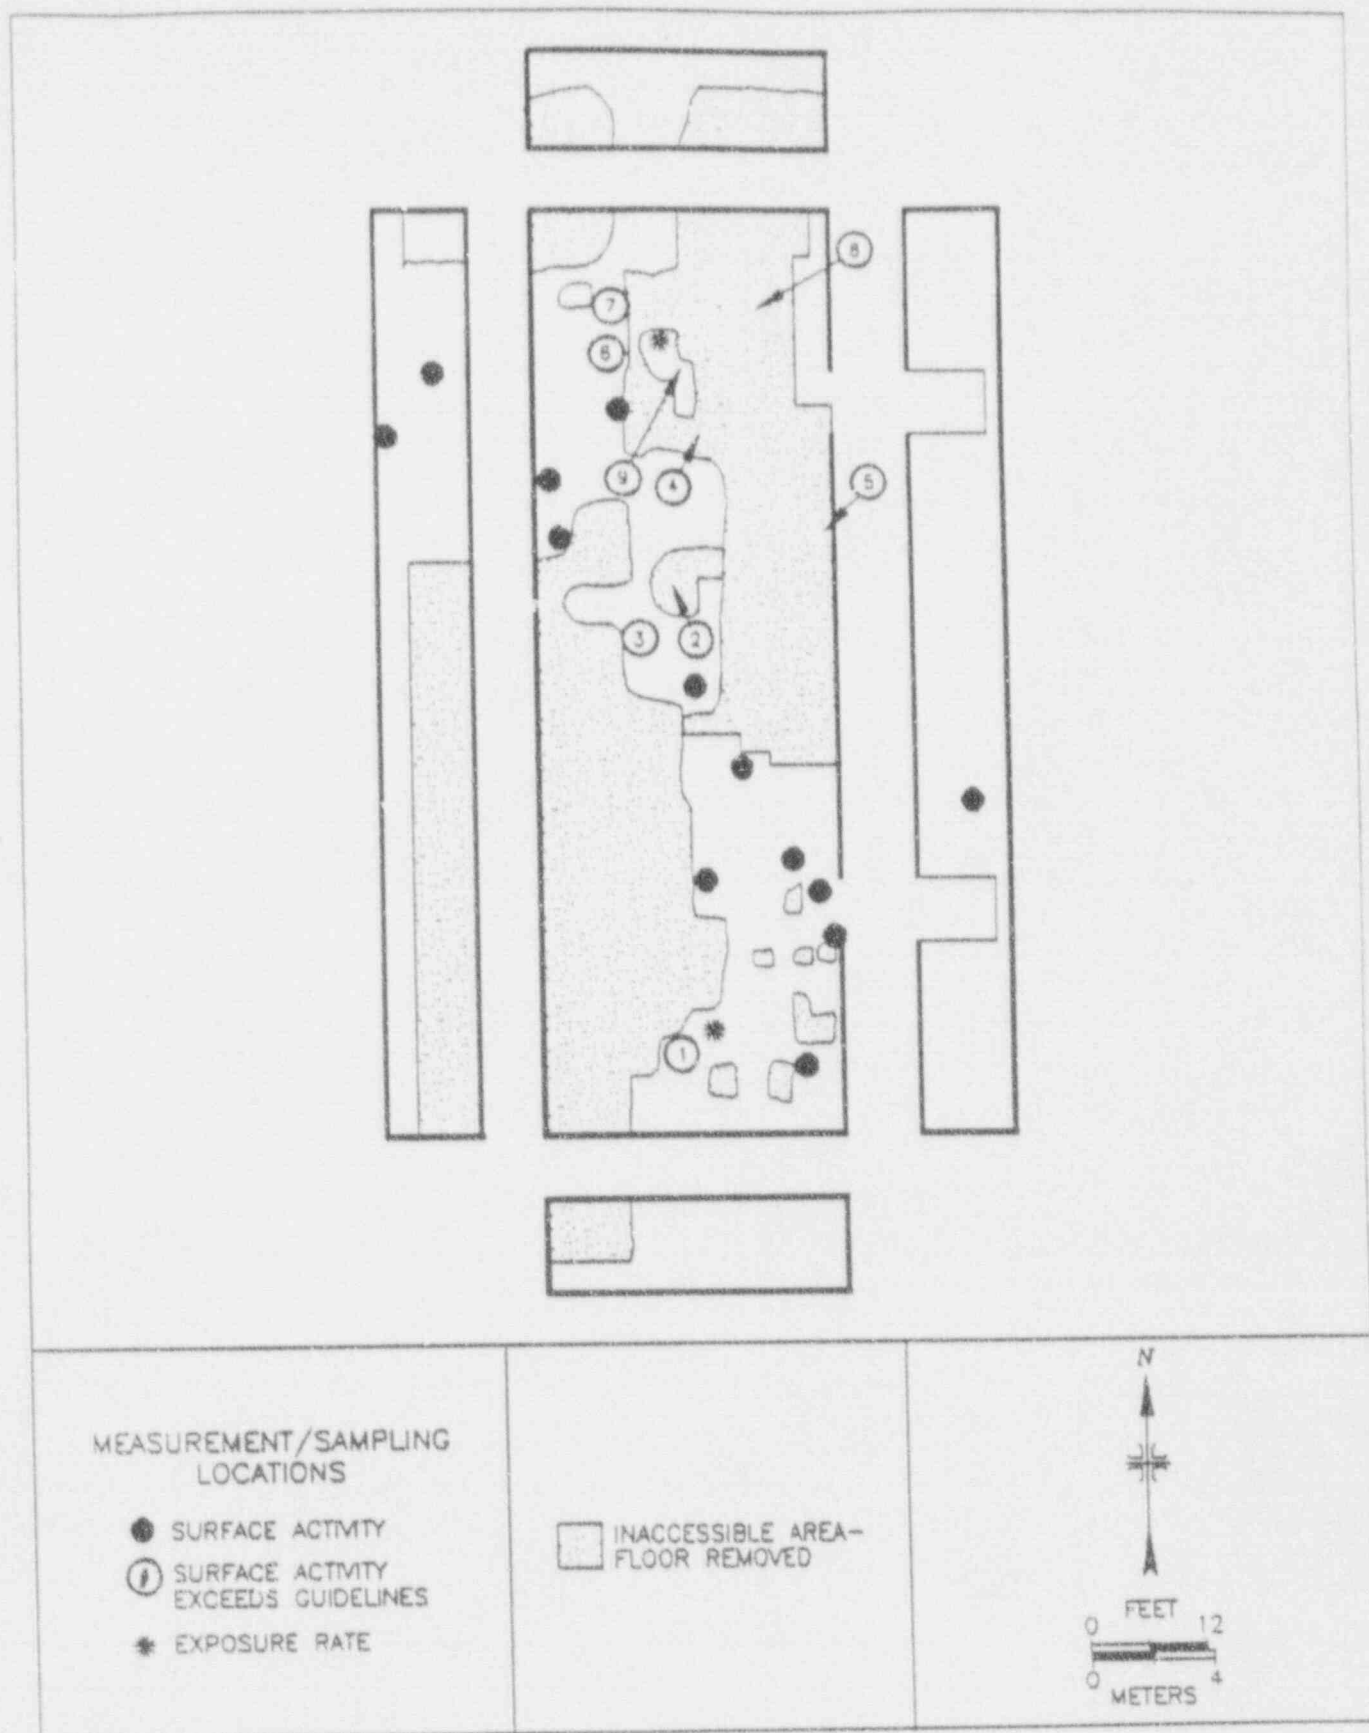 8
7
6
9
4
5
3
2
1
MEASUREMENT/SAMPLING
LOCATIONS
SURFACE ACTIVITY
SURFACE ACTIVITY
EXCEEDS GUIDELINES
EXPOSURE RATE
INACCESSIBLE AREA-
FLOOR REMOVED
N
FEET
0 12
0 4
METERS